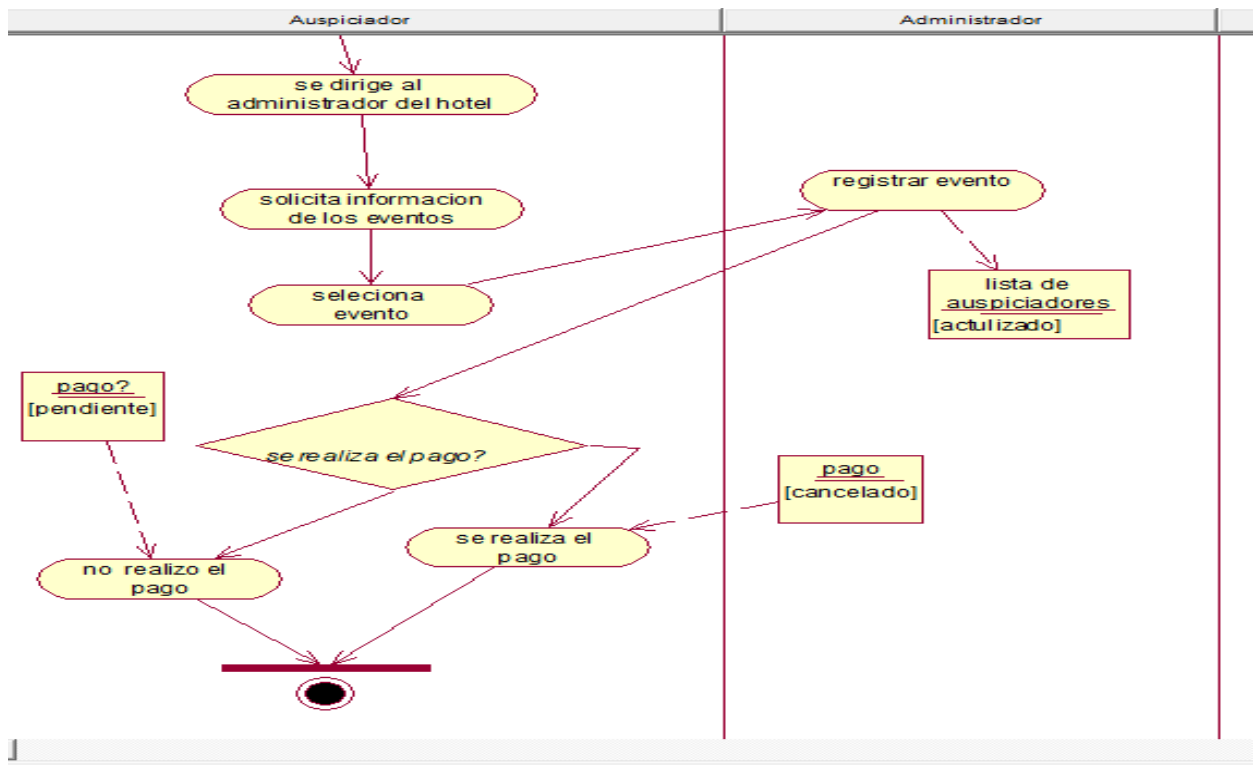 Auspiciador
Administrador
se dirige al
administrador del hotel
solicita informacion
de los eventos
registrar evento
seleciona
evento
lista de
auspiciadores
[actulizado]
pago?
[pendiente]
se realiza el pago?
pago
[cancelado]
se realiza el
pago
no realizo el
pago